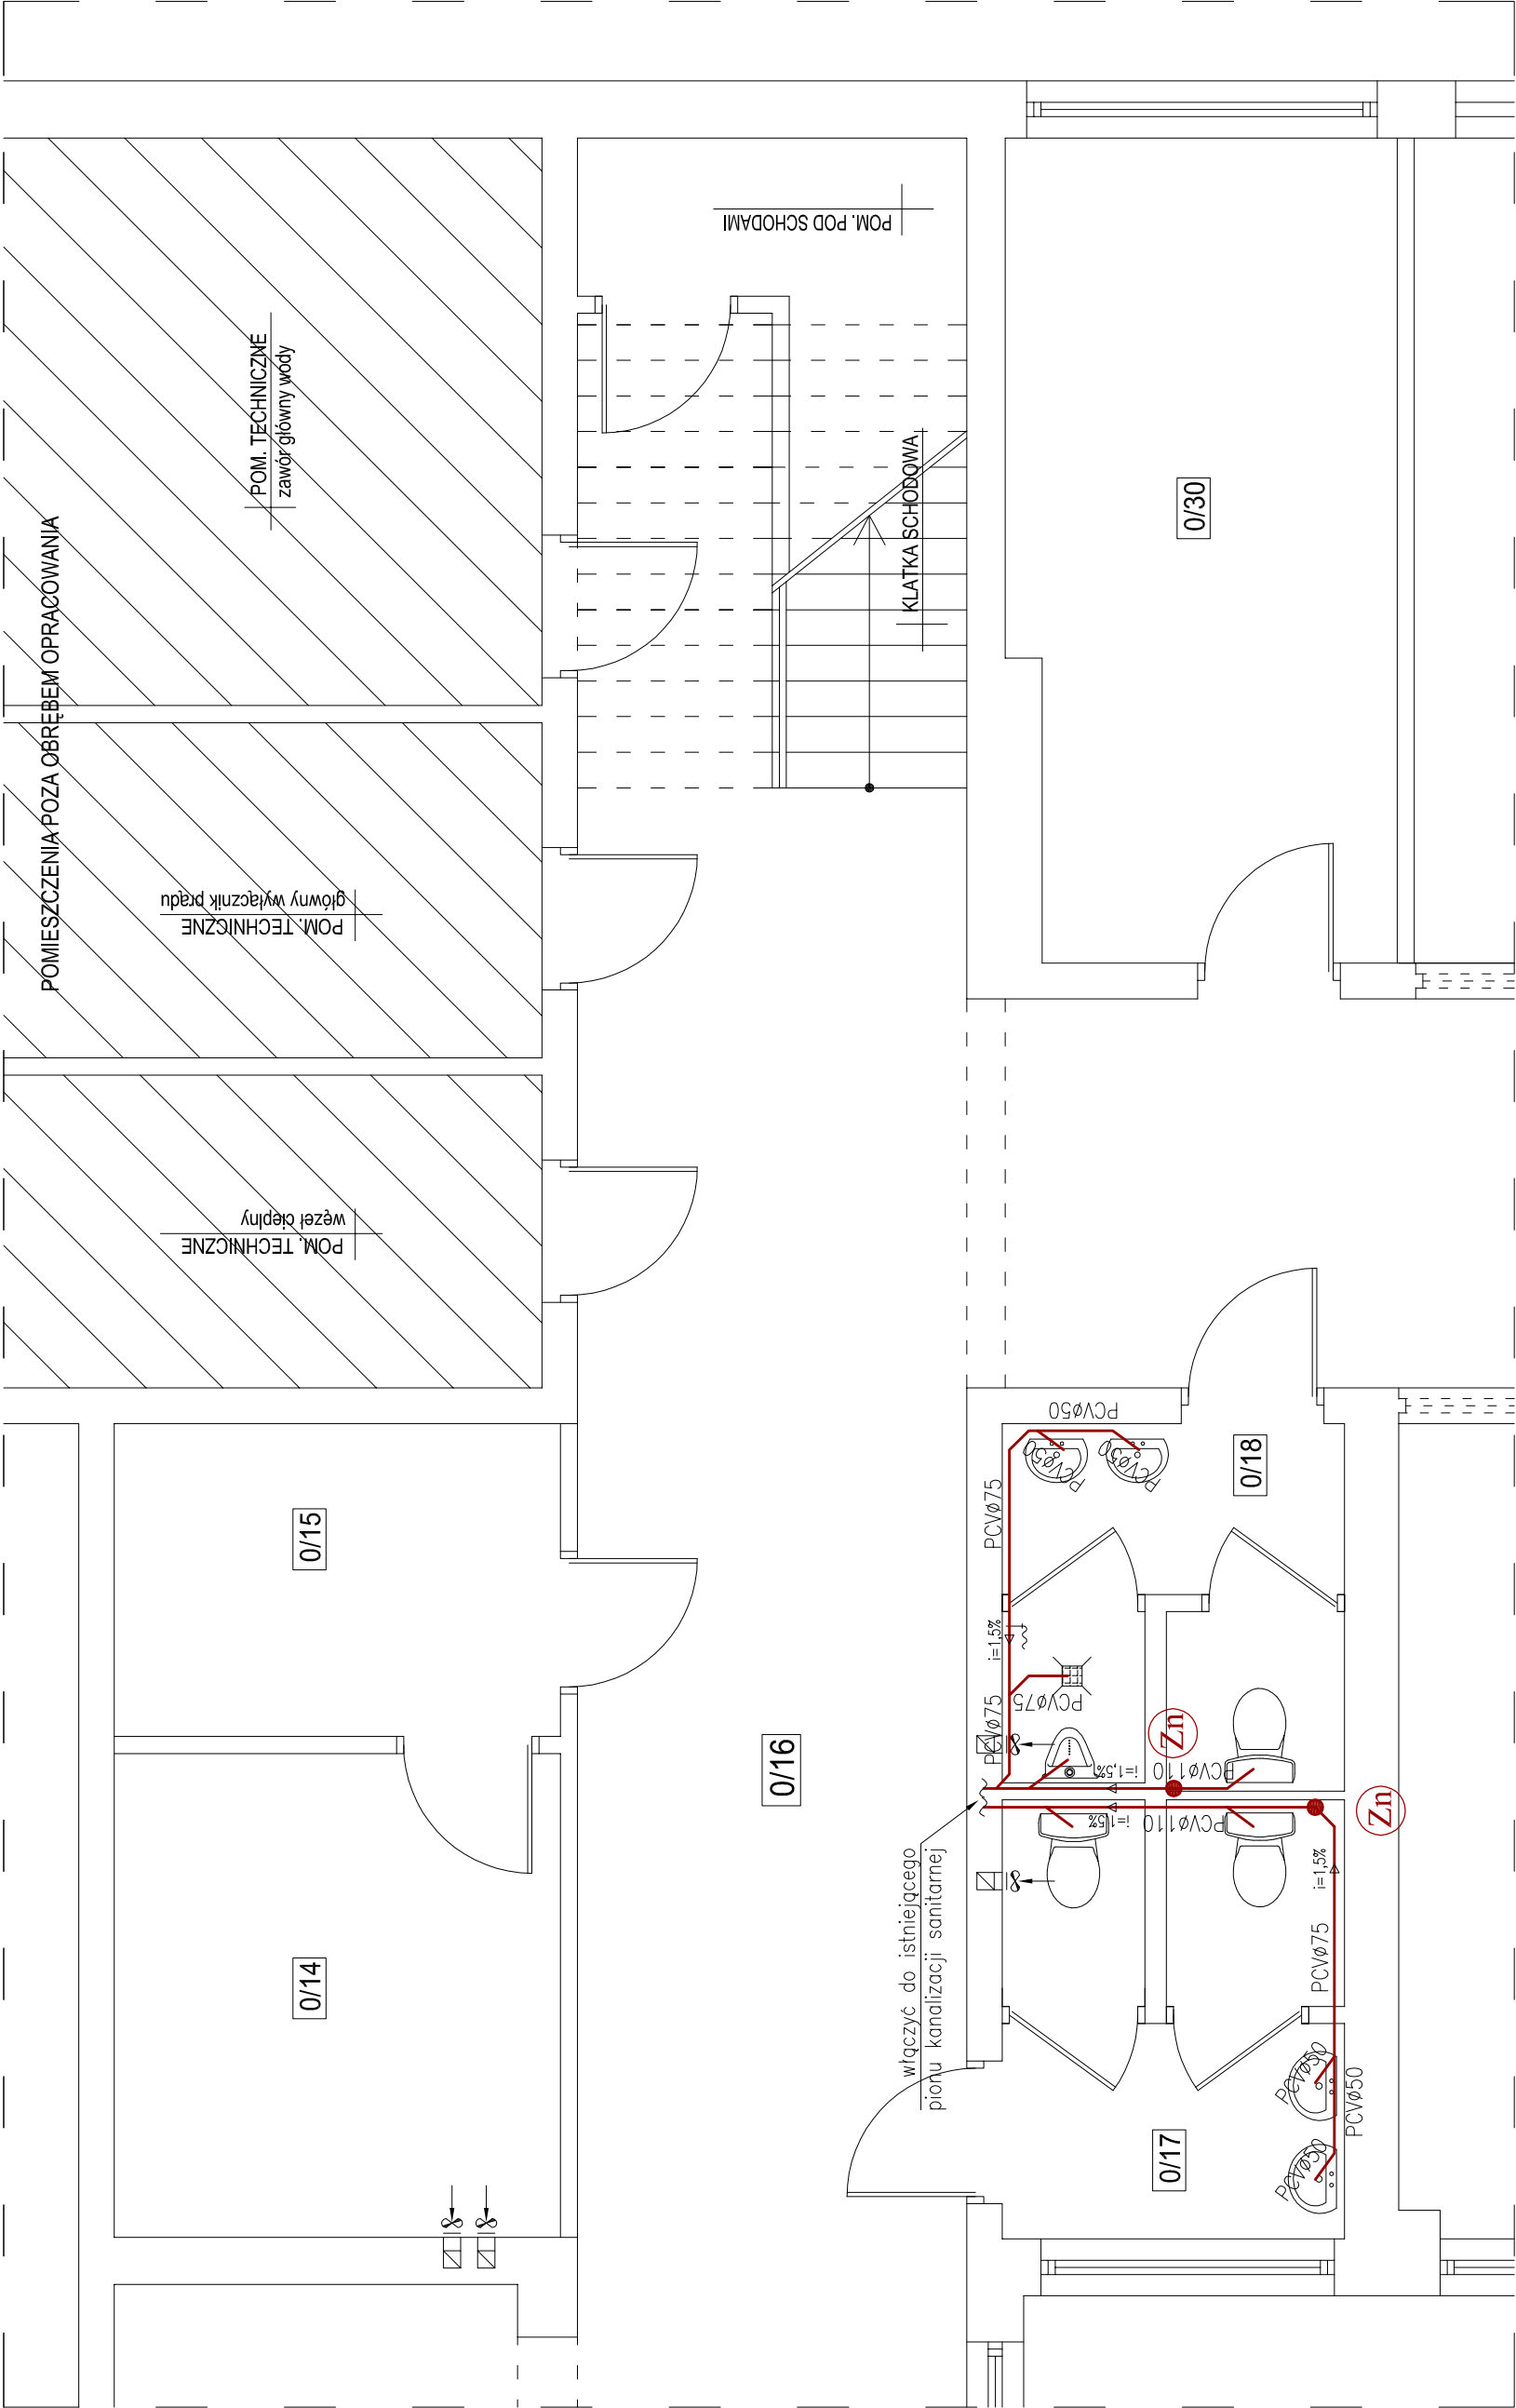 POMIESZCZENIA POZA OBRĘBEM OPRACOWANIA
POM. TECHNICZNE
zawór główny wody
POM. TECHNICZNE
główny wyłącznik prądu
POM. TECHNICZNE
węzeł cieplny
POM. POD SCHODAMI
KLATKA SCHODOWA
0/30
0/15
0/14
0/16
0/18
0/17
PCVø50
PCVø50
PCVø50
PCVø75
i=1,5%
PCVø75
PCVø75
Zn
PCVø110
i=1,5%
PCVø110
i=1,5%
Zn
i=1,5%
PCVø75
PCVø50
PCVø50
PCVø50
włączyć do istniejącego
pionu kanalizacji sanitarnej